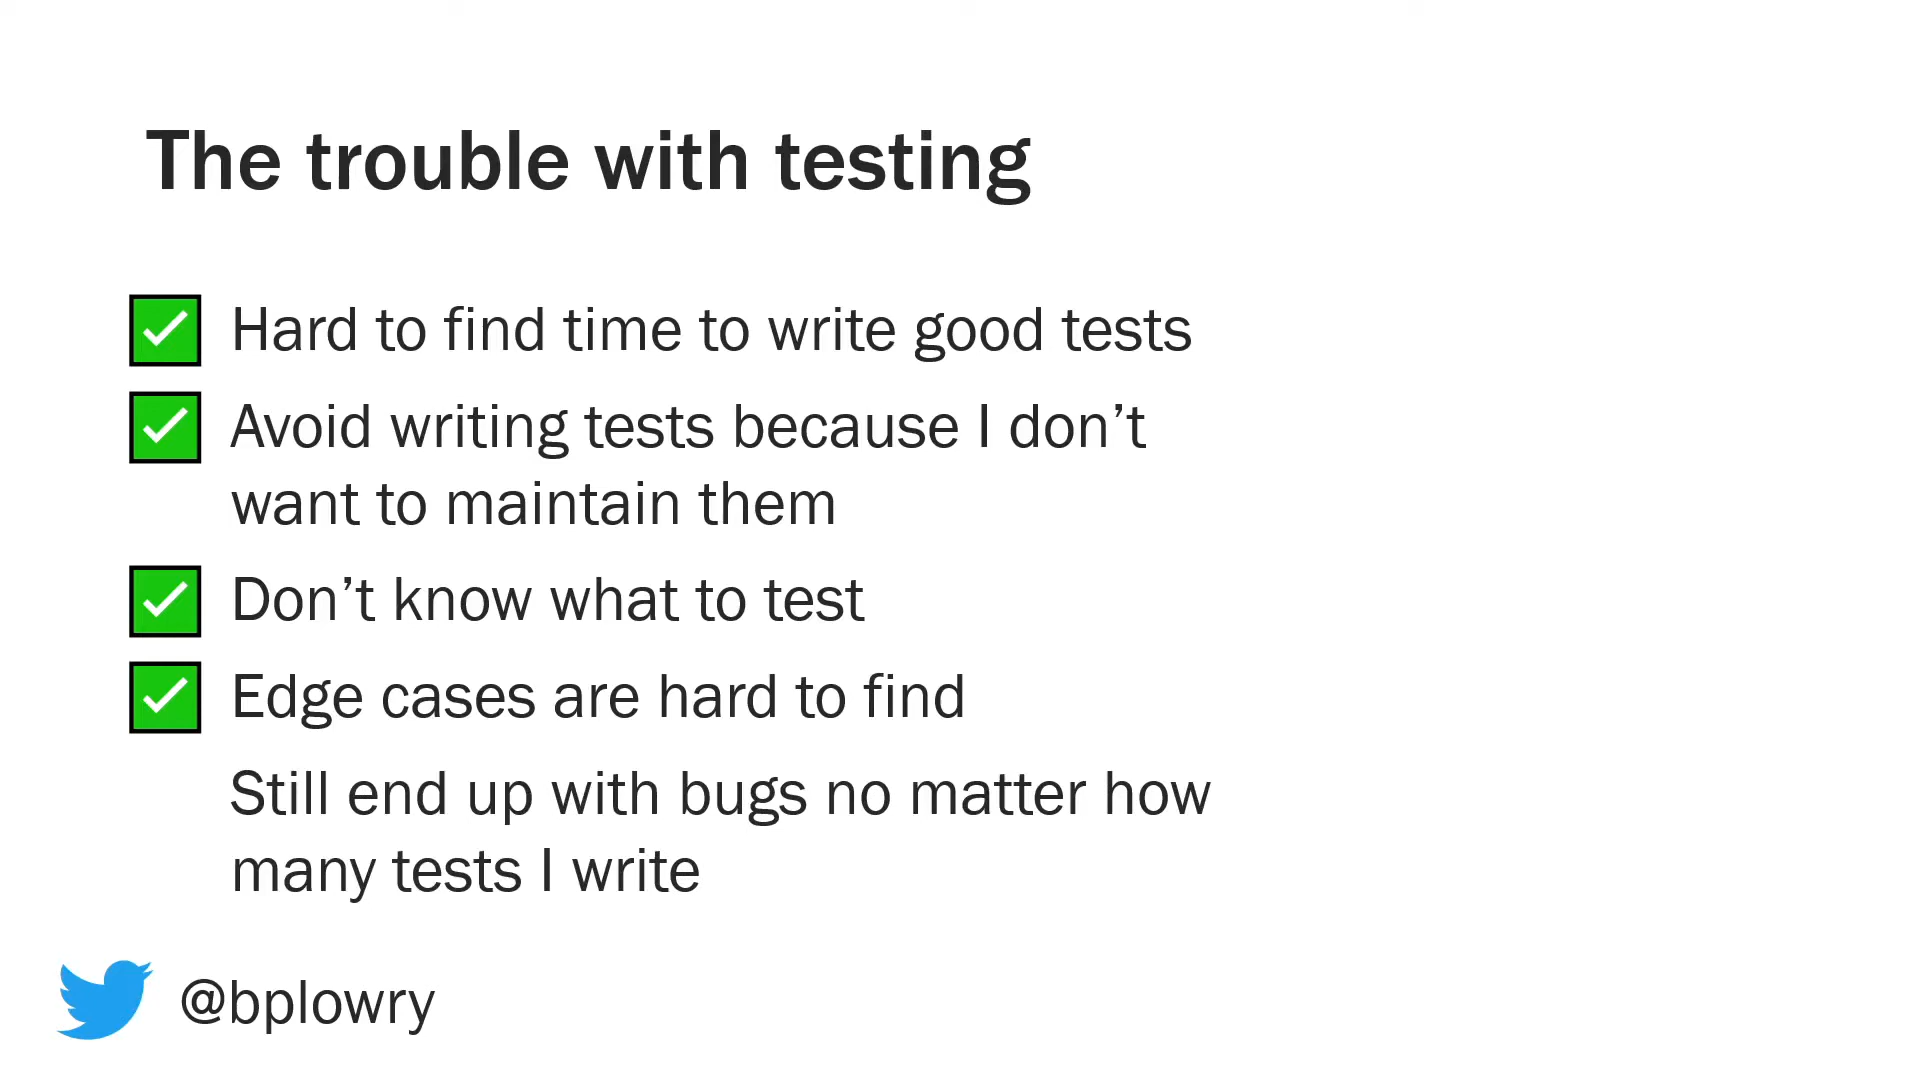 The trouble with testing
Hard to find time to write good tests
Avoid writing tests because I don’t
want to maintain them
Don’t know what to test
Edge cases are hard to find
Still end up with bugs no matter how
many tests I write
@bplowry